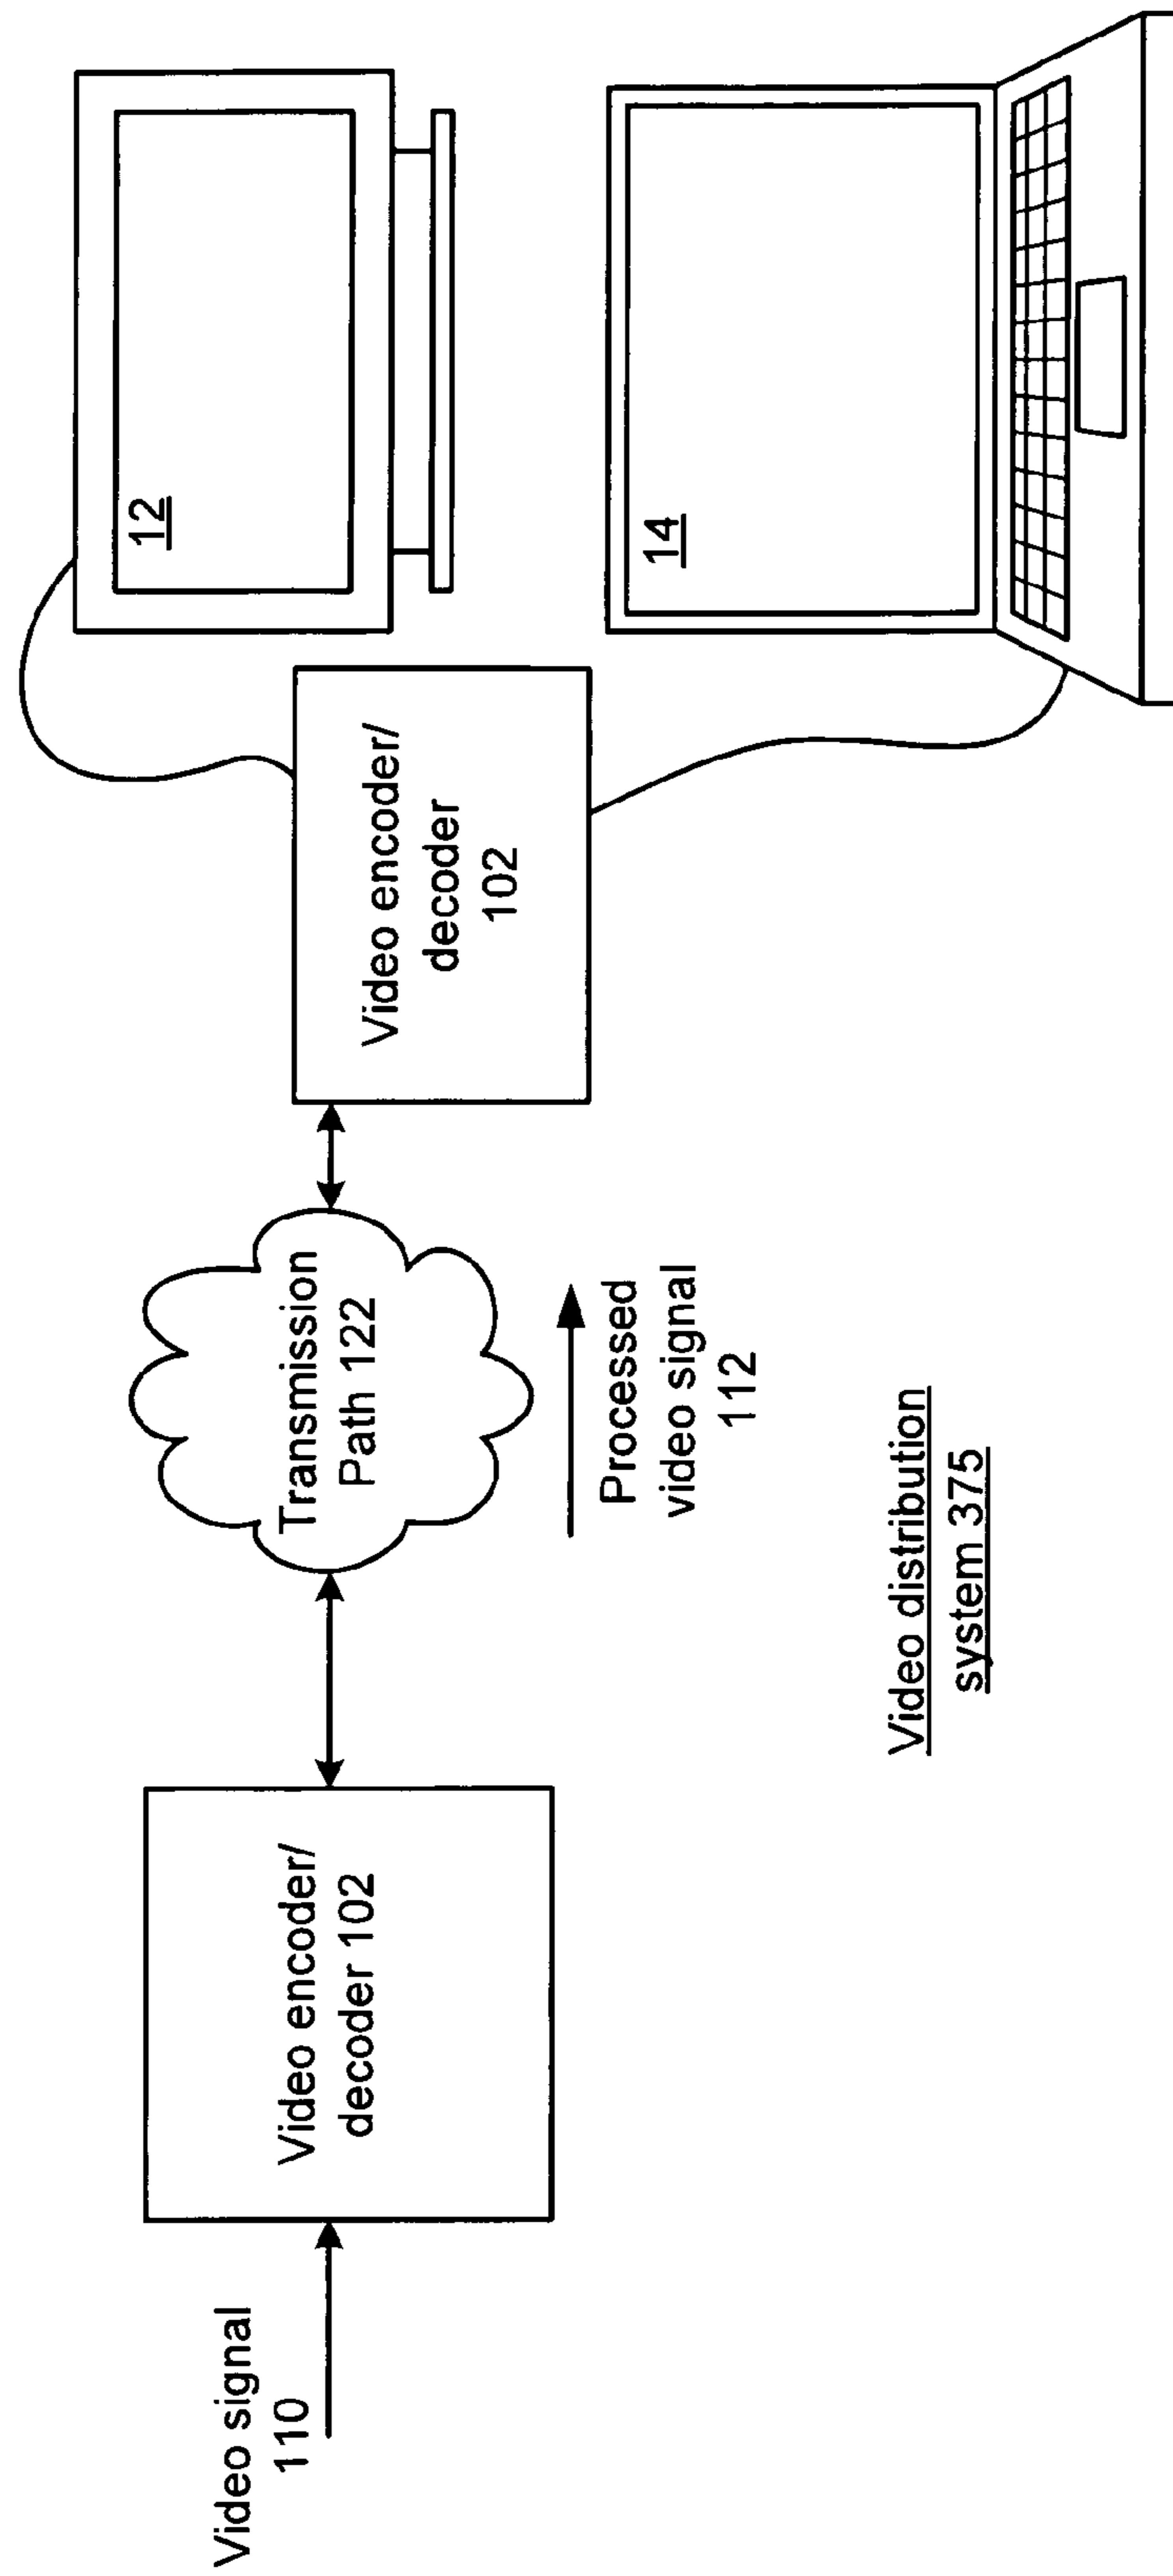 Video signal
110
Video encoder/
decoder 102
Transmission
Path 122
Processed
video signal
112
Video encoder/
decoder
102
12
14
Video distribution
system 375